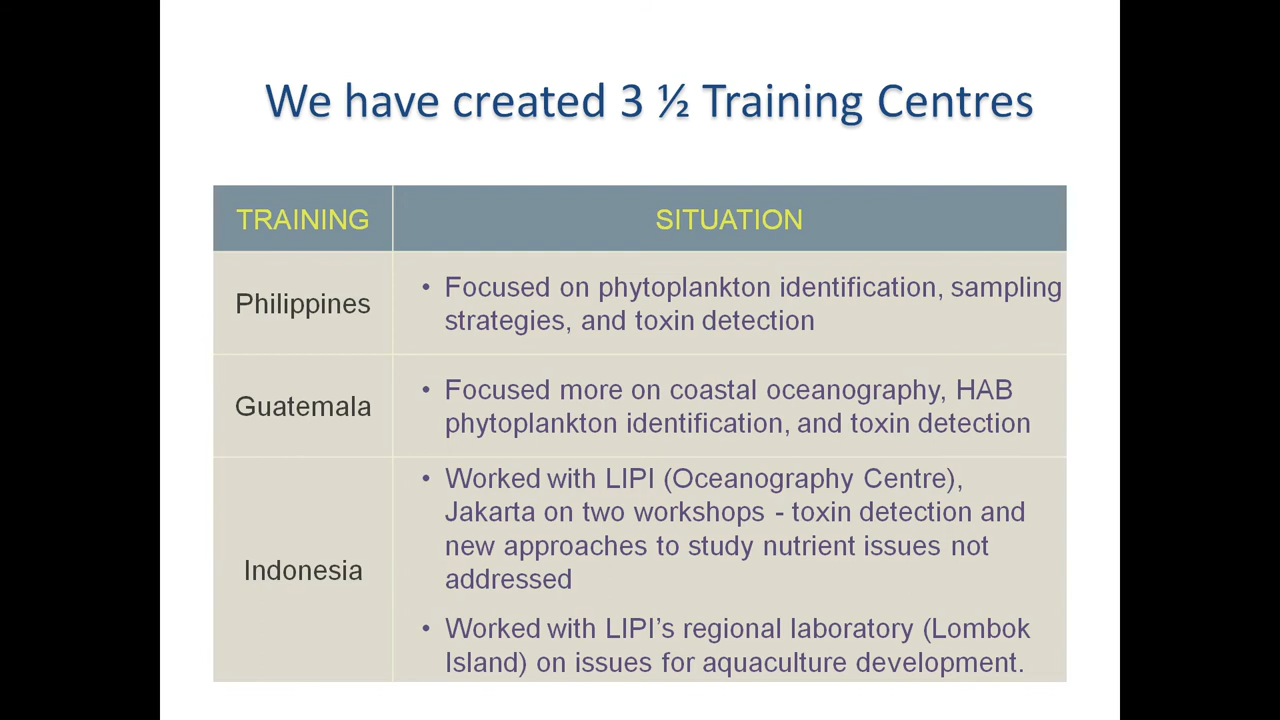 We have created 3 ½ Training Centres
TRAINING
SITUATION
Philippines
• Focused on phytoplankton identification, sampling
strategies, and toxin detection
Guatemala
• Focused more on coastal oceanography, HAB
phytoplankton identification, and toxin detection
Indonesia
• Worked with LIPI (Oceanography Centre),
Jakarta on two workshops - toxin detection and
new approaches to study nutrient issues not
addressed
• Worked with LIPI’s regional laboratory (Lombok
Island) on issues for aquaculture development.